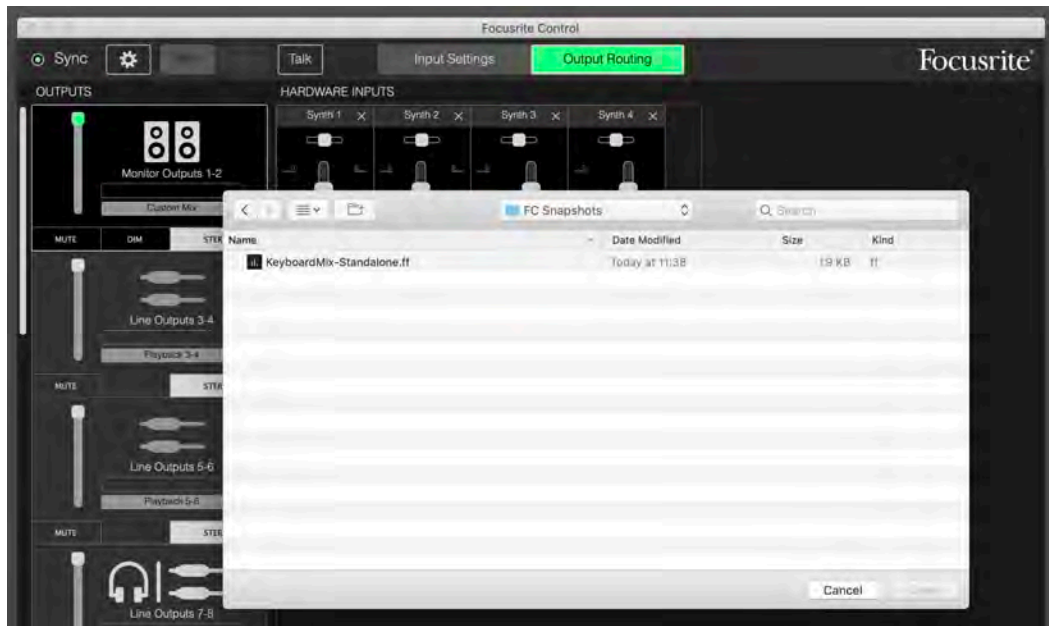 Focusrite Control
Sync
Talk
Input Settings
Output Routing
Focusrite®
OUTPUTS
HARDWARE INPUTS
Synth 1 ×
Synth 2 ×
Synth 3 ×
Synth 4 ×
Monitor Outputs 1-2
Custom Mix
MUTE
DIM
FC Snapshots
Search
Name
Date Modified
Size
Kind
KeyboardMix-Standalone.ff
Today at 11:38
1.9 KB
ff
Line Outputs 3-4
Playback 3-4
MUTE
Line Outputs 5-6
Playback 5-6
MUTE
Line Outputs 7-8
Cancel